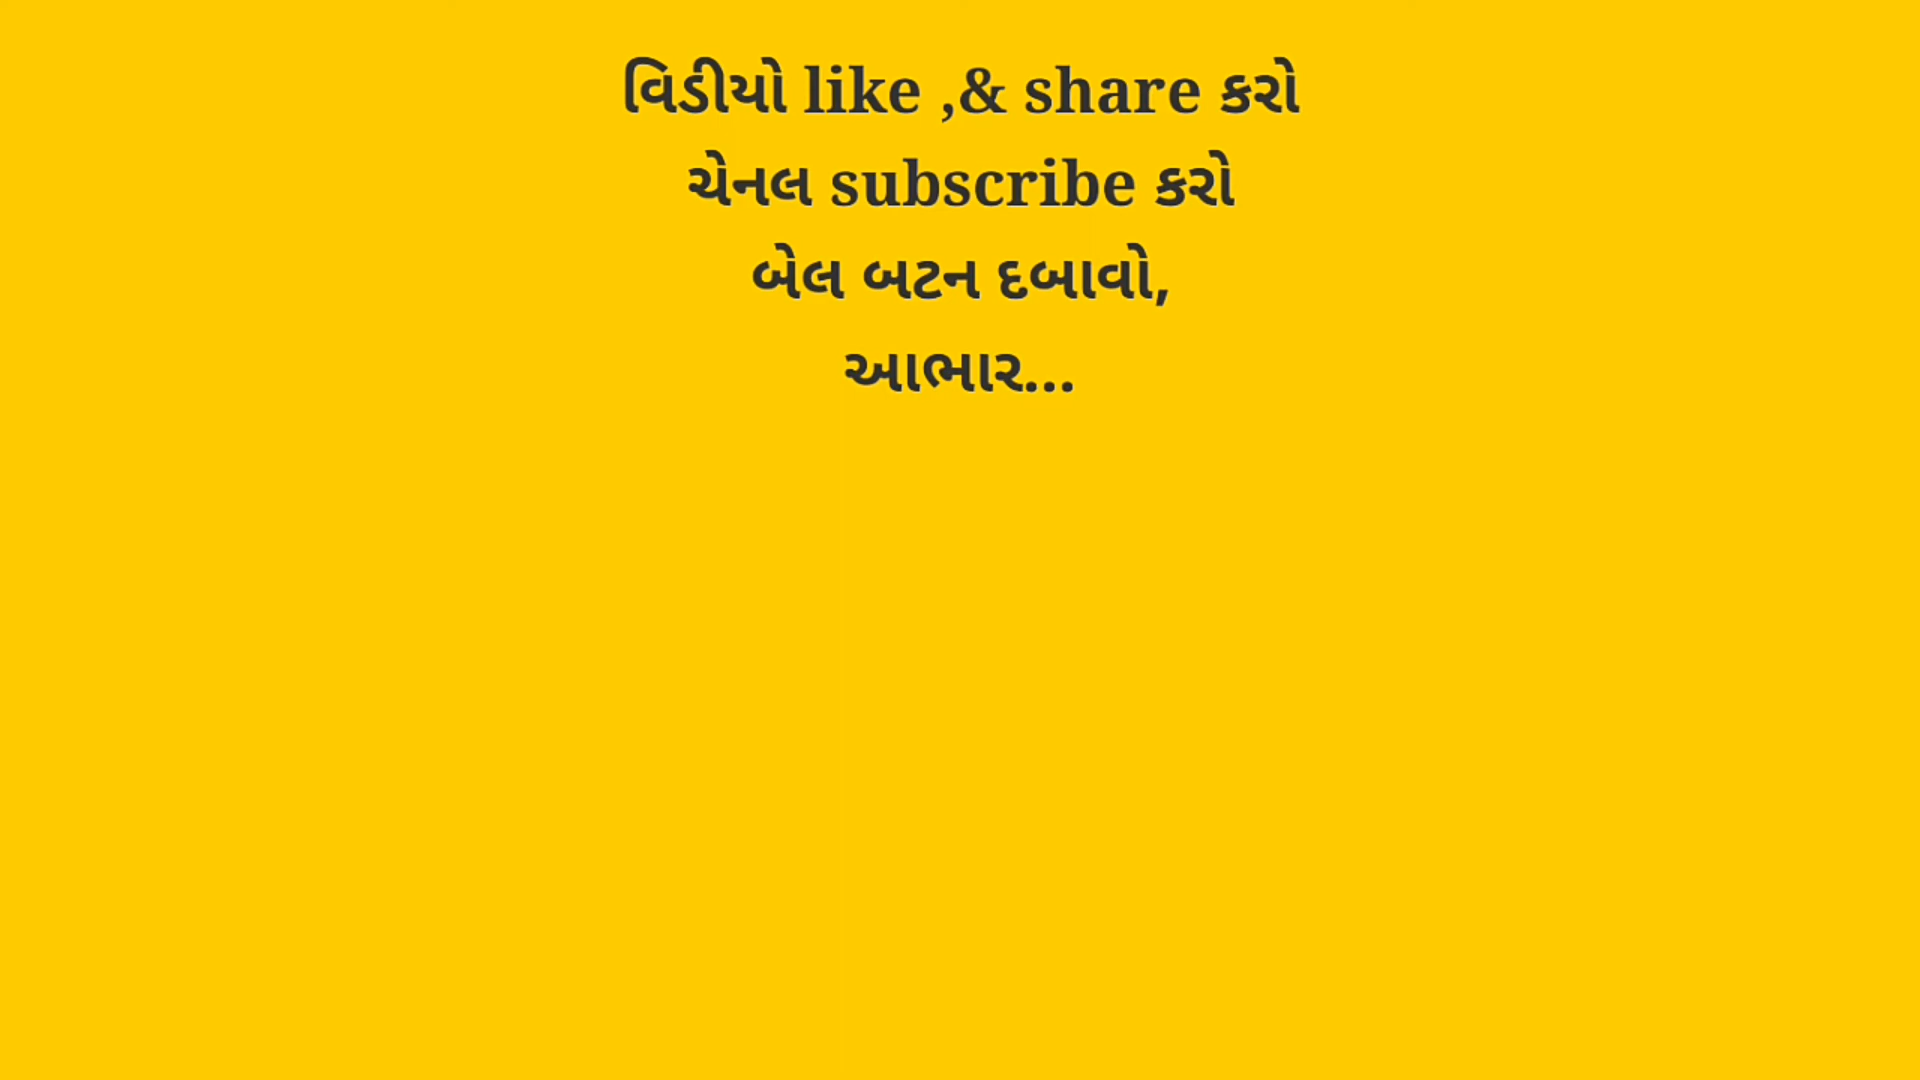 વિડીયો like ,& share કરો
ચેનલ subscribe કરો
બેલ બટન દબાવો,
આભાર...